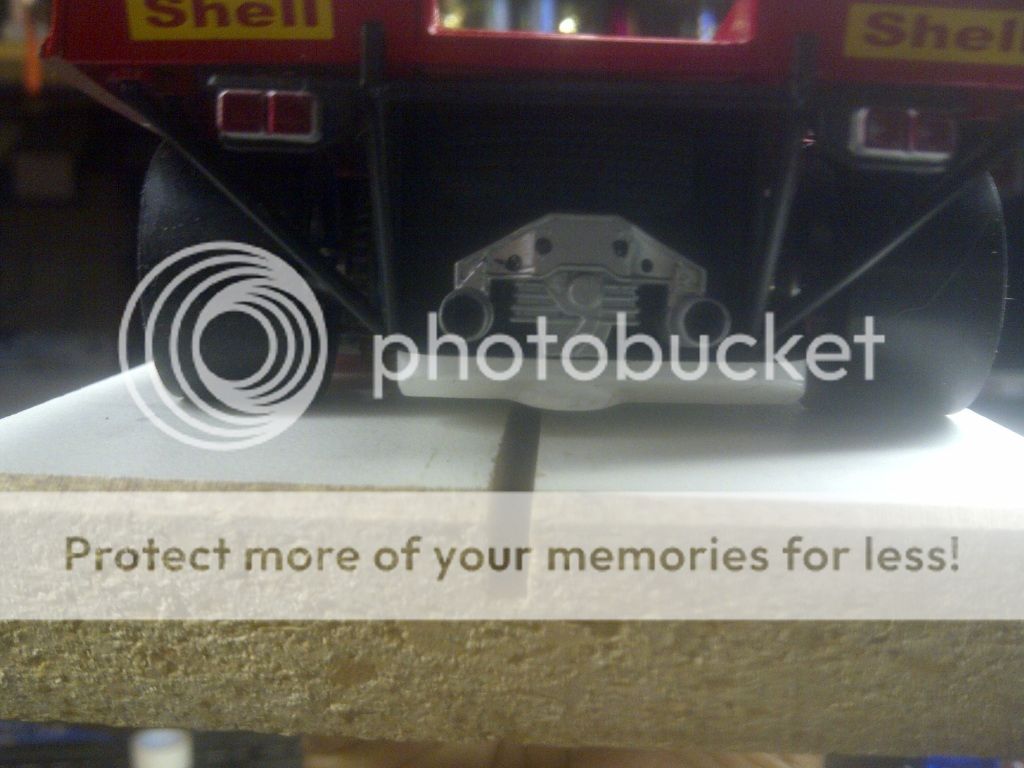 Shell
Shell
photobucket
Protect more of your memories for less!